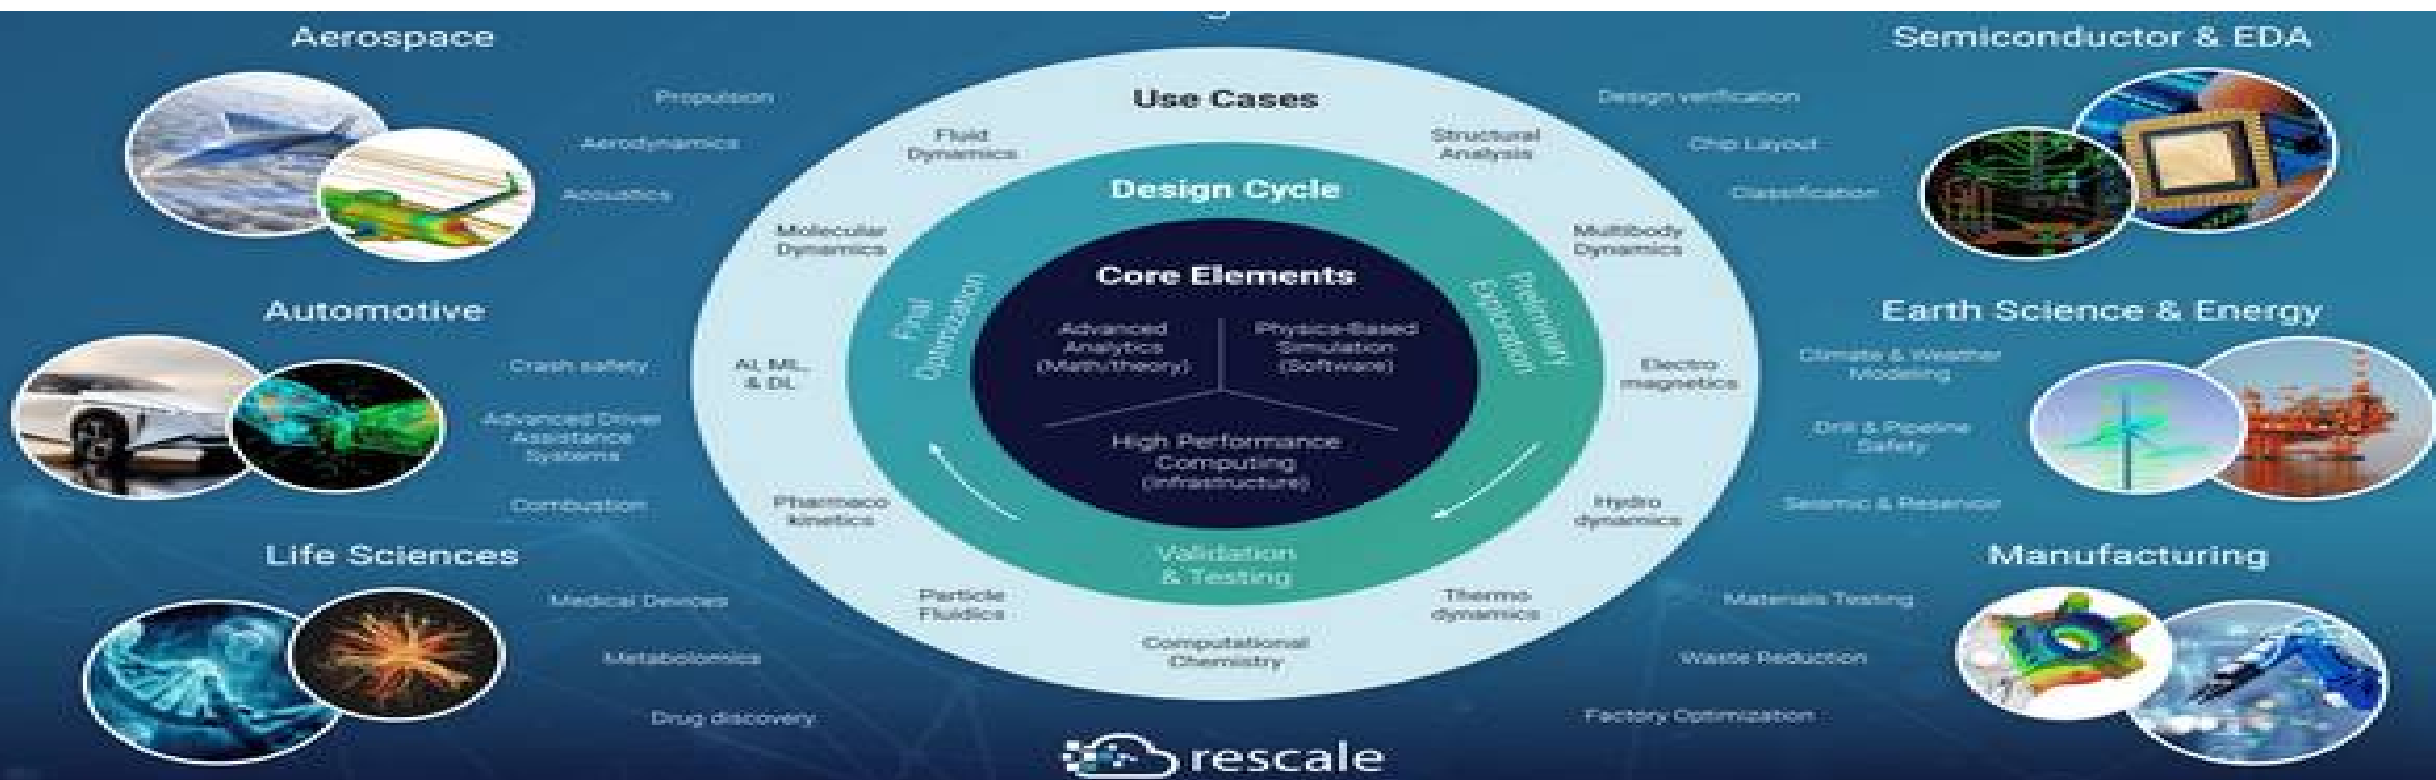 Aerospace
Propulsion
Aerodynamics
Acoustics
Automotive
Crash safety
Advanced Driver
Assistance
Systems
Combustion
Life Sciences
Medical Devices
Metabolomics
Drug discovery
Use Cases
Fluid
Dynamics
Structural
Analysis
Molecular
Dynamics
Multibody
Dynamics
AI, ML,
& DL
Electro
magnetics
Pharmaco
kinetics
Hydro
dynamics
Particle
Fluidics
Thermo
dynamics
Computational
Chemistry
Design Cycle
Final
Optimization
Preliminary
Exploration
Validation
& Testing
Core Elements
Advanced
Analytics
(Math/theory)
Physics-Based
Simulation
(Software)
High Performance
Computing
(Infrastructure)
Semiconductor & EDA
Design verification
Chip Layout
Classification
Earth Science & Energy
Climate & Weather
Modeling
Drill & Pipeline
Safety
Seismic & Reservoir
Manufacturing
Materials Testing
Waste Reduction
Factory Optimization
rescale